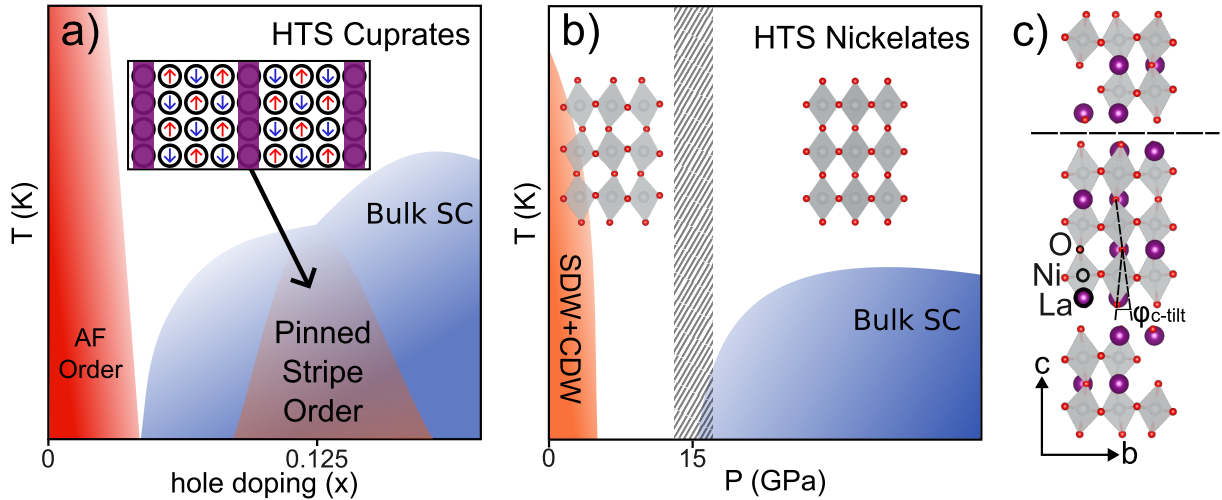 a)
HTS Cuprates
T (K)
AF
Order
Bulk SC
Pinned
Stripe
Order
0
0.125
hole doping (x)
b)
HTS Nickelates
T (K)
SDW+CDW
Bulk SC
0
15
P (GPa)
c)
O
Ni
La
φc-tilt
c
b